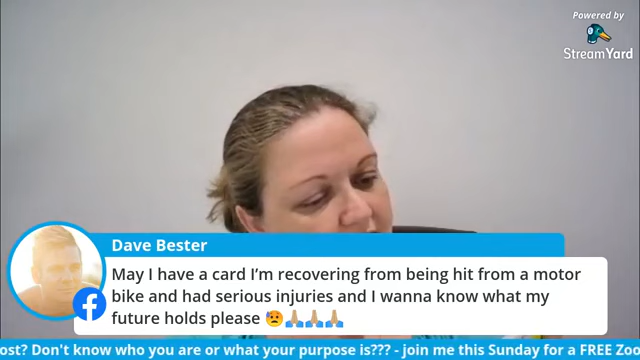 Powered by
StreamYard
Dave Bester
May I have a card I’m recovering from being hit from a motor
bike and had serious injuries and I wanna know what my
future holds please 😥🙏🏽🙏🏽🙏🏽
ost? Don't know who you are or what your purpose is??? - join me this Sunday for a FREE Zoo